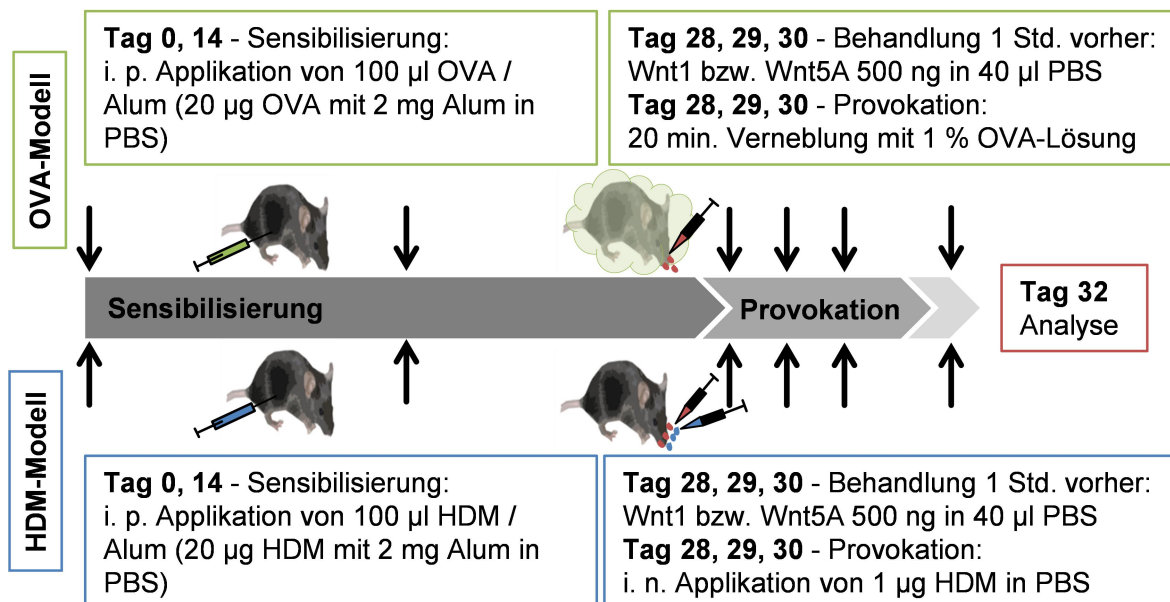 OVA-Modell
Tag 0, 14 - Sensibilisierung:
i. p. Applikation von 100 µl OVA /
Alum (20 µg OVA mit 2 mg Alum in
PBS)
Tag 28, 29, 30 - Behandlung 1 Std. vorher:
Wnt1 bzw. Wnt5A 500 ng in 40 µl PBS
Tag 28, 29, 30 - Provokation:
20 min. Verneblung mit 1 % OVA-Lösung
Sensibilisierung
Provokation
Tag 32
Analyse
HDM-Modell
Tag 0, 14 - Sensibilisierung:
i. p. Applikation von 100 µl HDM /
Alum (20 µg HDM mit 2 mg Alum in
PBS)
Tag 28, 29, 30 - Behandlung 1 Std. vorher:
Wnt1 bzw. Wnt5A 500 ng in 40 µl PBS
Tag 28, 29, 30 - Provokation:
i. n. Applikation von 1 µg HDM in PBS